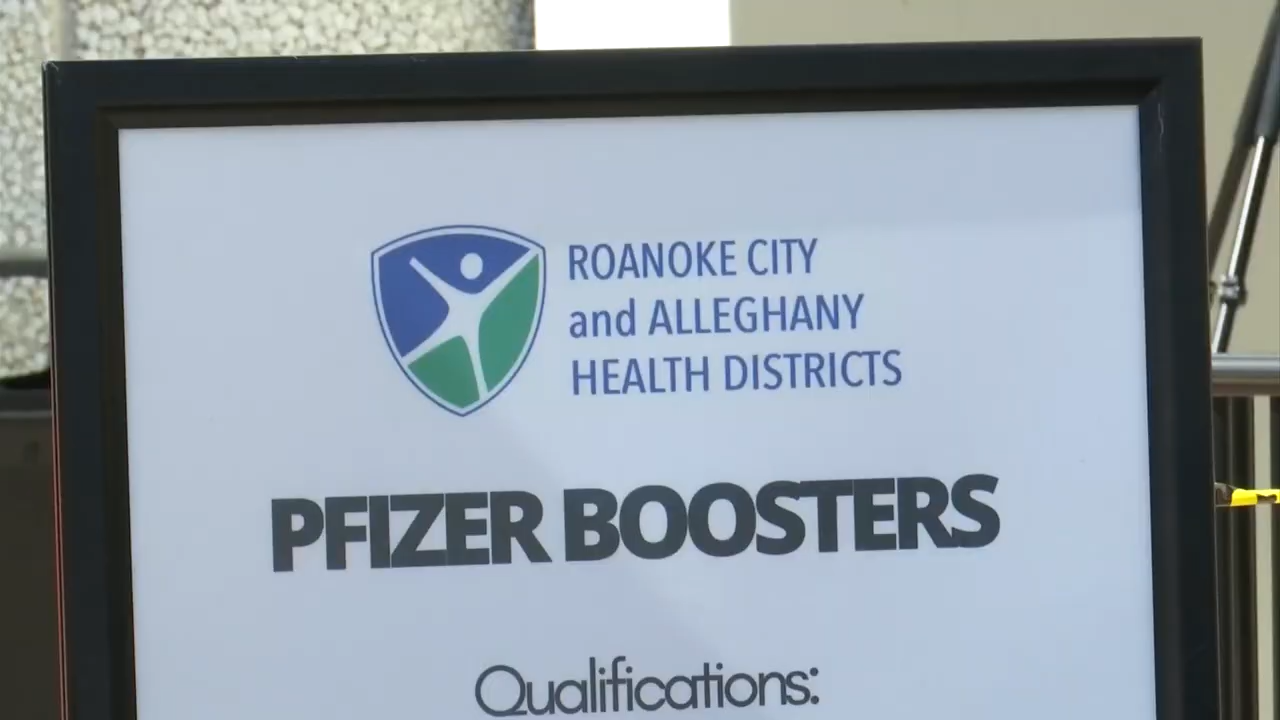 ROANOKE CITY
and ALLEGHANY
HEALTH DISTRICTS
PFIZER BOOSTERS
Qualifications: